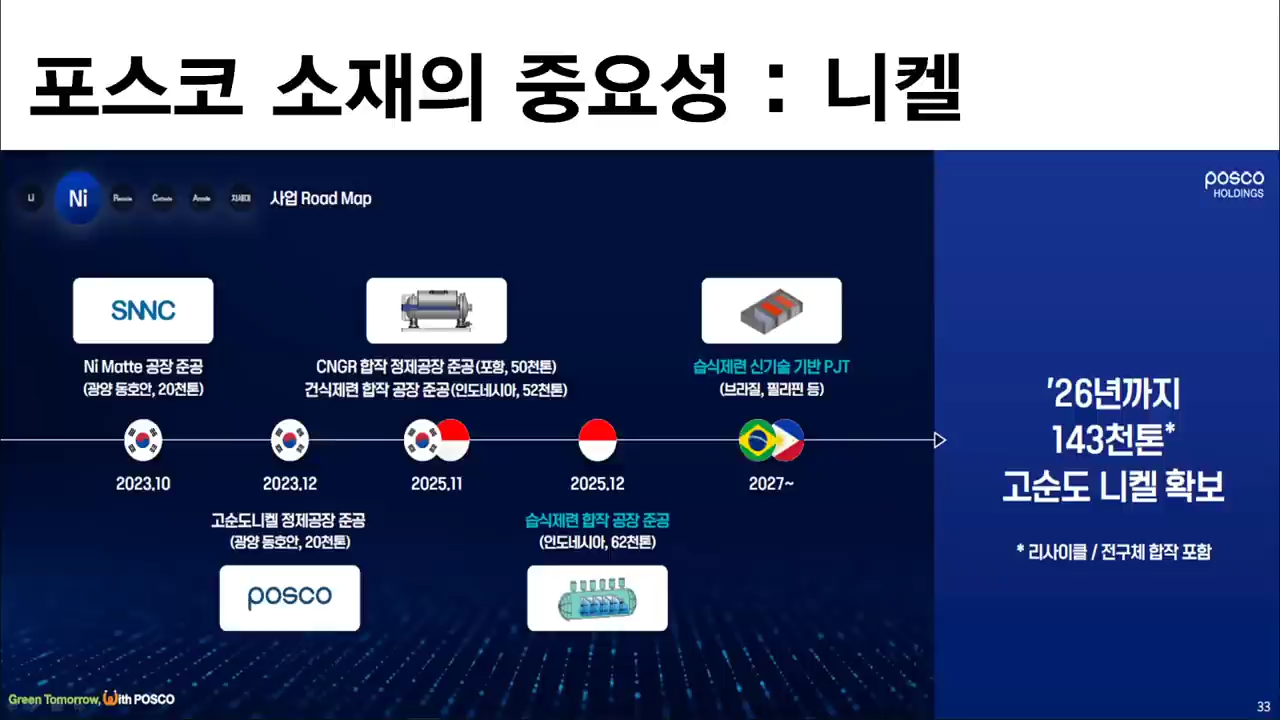 포스코 소재의 중요성 : 니켈
Li Ni Recycle Cathode Anode 차세대 사업 Road Map
posco
HOLDINGS
SNNC
Ni Matte 공장 준공
(광양 동호안, 20천톤)
CNGR 합작 정제공장 준공(포항, 50천톤)
건식제련 합작 공장 준공(인도네시아, 52천톤)
습식제련 신기술 기반 PJT
(브라질, 필리핀 등)
2023.10
2023.12
2025.11
2025.12
2027~
고순도니켈 정제공장 준공
(광양 동호안, 20천톤)
posco
습식제련 합작 공장 준공
(인도네시아, 62천톤)
'26년까지
143천톤*
고순도 니켈 확보
* 리사이클 / 전구체 합작 포함
Green Tomorrow, With POSCO
33